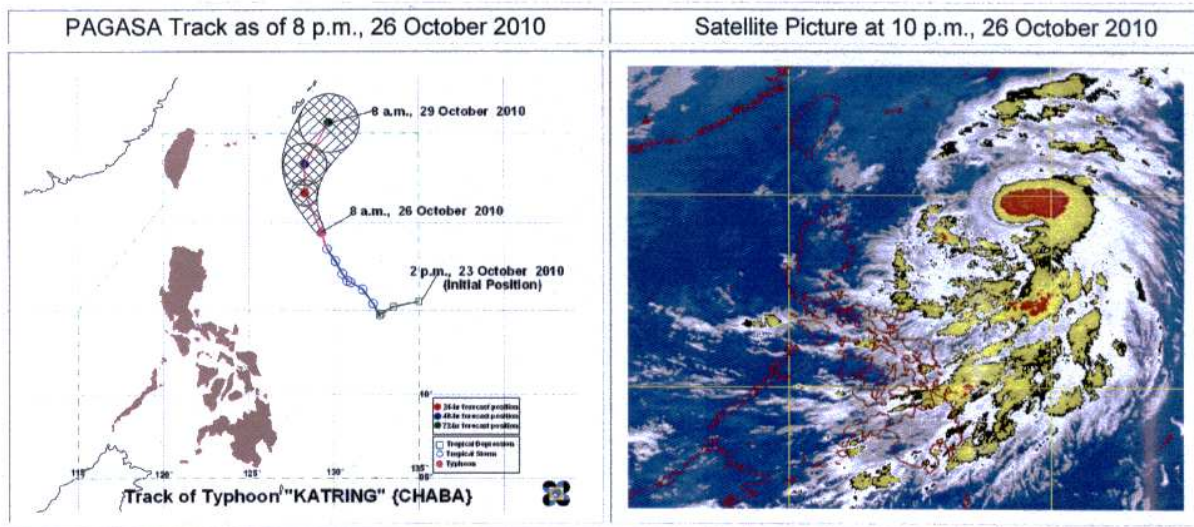 PAGASA Track as of 8 p.m., 26 October 2010
Satellite Picture at 10 p.m., 26 October 2010
8 a.m., 29 October 2010
8 a.m., 26 October 2010
2 p.m., 23 October 2010
(Initial Position)
10°
24-hr forecast position
48-hr forecast position
72-hr forecast position
Tropical Depression
Tropical Storm
Typhoon
115°
120°
125°
130°
135°
05°
Track of Typhoon "KATRING" {CHABA}